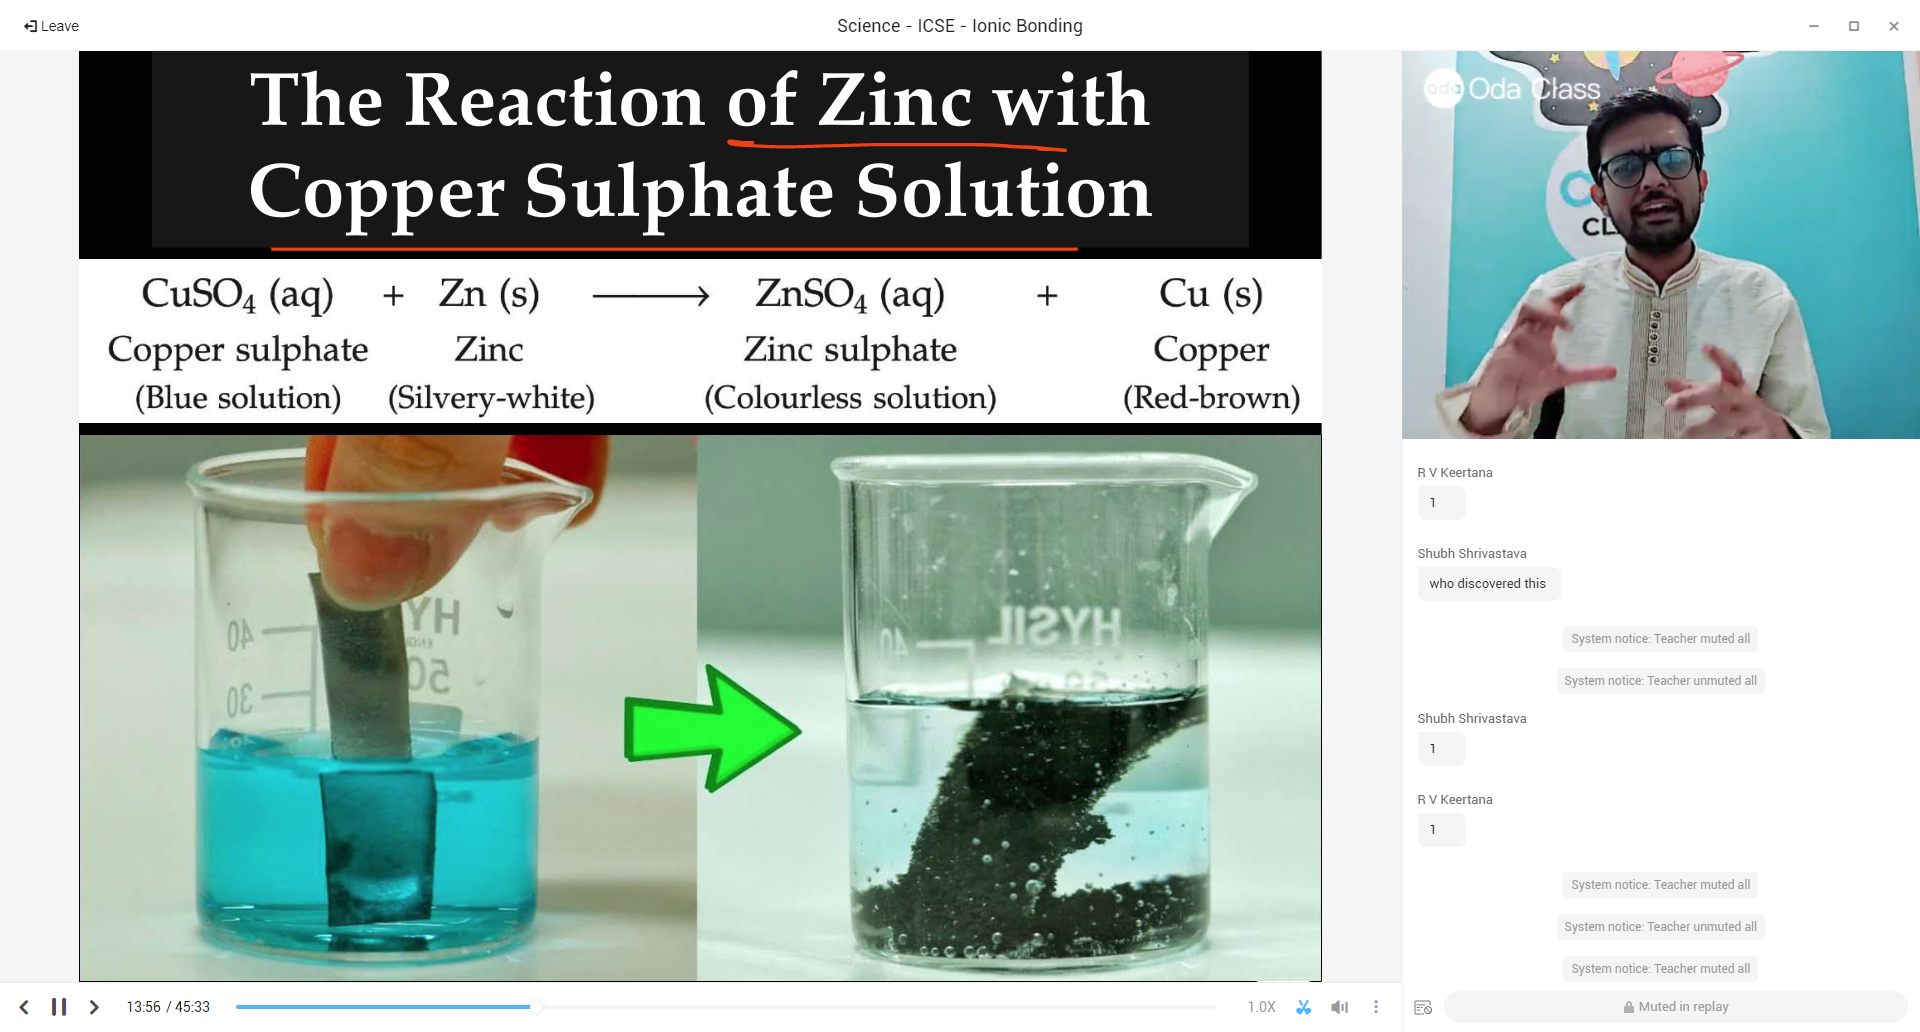 Leave
Science - ICSE - Ionic Bonding
The Reaction of Zinc with
Copper Sulphate Solution
CuSO₄ (aq) + Zn (s) ⟶ ZnSO₄ (aq) + Cu (s)
Copper sulphate Zinc Zinc sulphate Copper
(Blue solution) (Silvery-white) (Colourless solution) (Red-brown)
40
30
HY
50
HYSIL
40
oda Oda Class
CL
R V Keertana
1
Shubh Shrivastava
who discovered this
System notice: Teacher muted all
System notice: Teacher unmuted all
Shubh Shrivastava
1
R V Keertana
1
System notice: Teacher muted all
System notice: Teacher unmuted all
System notice: Teacher muted all
13:56 / 45:33
1.0X
Muted in replay